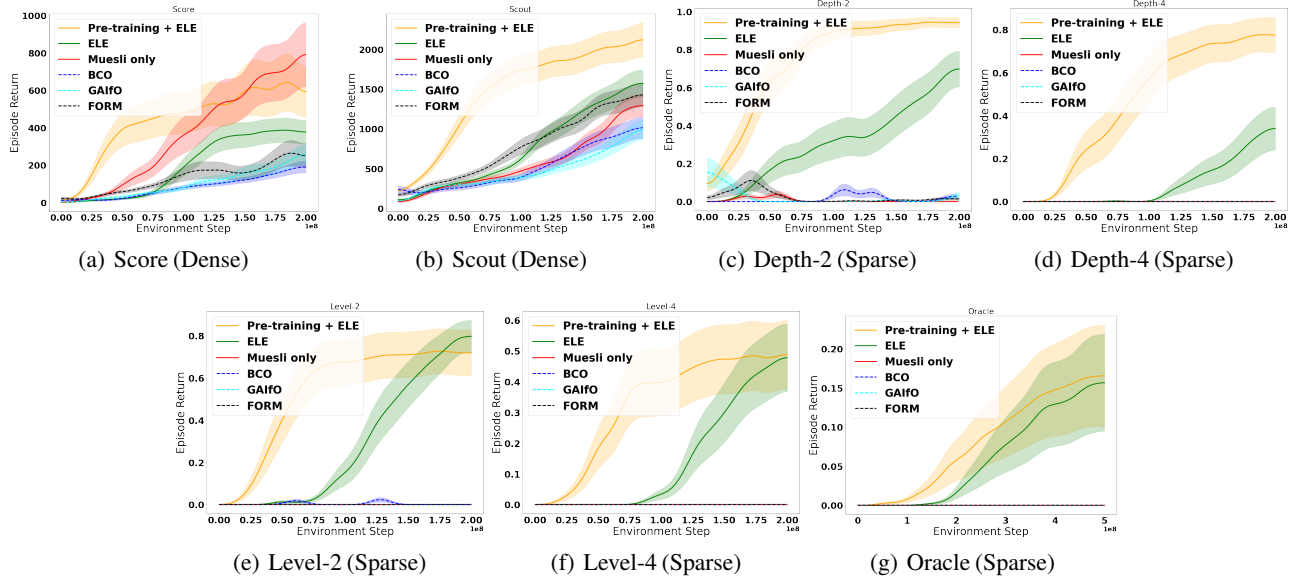 Score
Episode Return
1000
800
600
400
200
0
Pre-training + ELE
ELE
Muesli only
BCO
GAIfO
FORM
0.00 0.25 0.50 0.75 1.00 1.25 1.50 1.75 2.00
1e8
Environment Step
(a) Score (Dense)
Scout
Episode Return
2000
1500
1000
500
0
Pre-training + ELE
ELE
Muesli only
BCO
GAIfO
FORM
0.00 0.25 0.50 0.75 1.00 1.25 1.50 1.75 2.00
1e8
Environment Step
(b) Scout (Dense)
Depth-2
Episode Return
1.0
0.8
0.6
0.4
0.2
0.0
Pre-training + ELE
ELE
Muesli only
BCO
GAIfO
FORM
0.00 0.25 0.50 0.75 1.00 1.25 1.50 1.75 2.00
1e8
Environment Step
(c) Depth-2 (Sparse)
Depth-4
Episode Return
0.8
0.6
0.4
0.2
0.0
Pre-training + ELE
ELE
Muesli only
BCO
GAIfO
FORM
0.00 0.25 0.50 0.75 1.00 1.25 1.50 1.75 2.00
1e8
Environment Step
(d) Depth-4 (Sparse)
Level-2
Episode Return
0.8
0.6
0.4
0.2
0.0
Pre-training + ELE
ELE
Muesli only
BCO
GAIfO
FORM
0.00 0.25 0.50 0.75 1.00 1.25 1.50 1.75 2.00
1e8
Environment Step
(e) Level-2 (Sparse)
Level-4
Episode Return
0.6
0.5
0.4
0.3
0.2
0.1
0.0
Pre-training + ELE
ELE
Muesli only
BCO
GAIfO
FORM
0.00 0.25 0.50 0.75 1.00 1.25 1.50 1.75 2.00
1e8
Environment Step
(f) Level-4 (Sparse)
Oracle
Episode Return
0.20
0.15
0.10
0.05
0.00
Pre-training + ELE
ELE
Muesli only
BCO
GAIfO
FORM
0 1 2 3 4 5
1e8
Environment Step
(g) Oracle (Sparse)